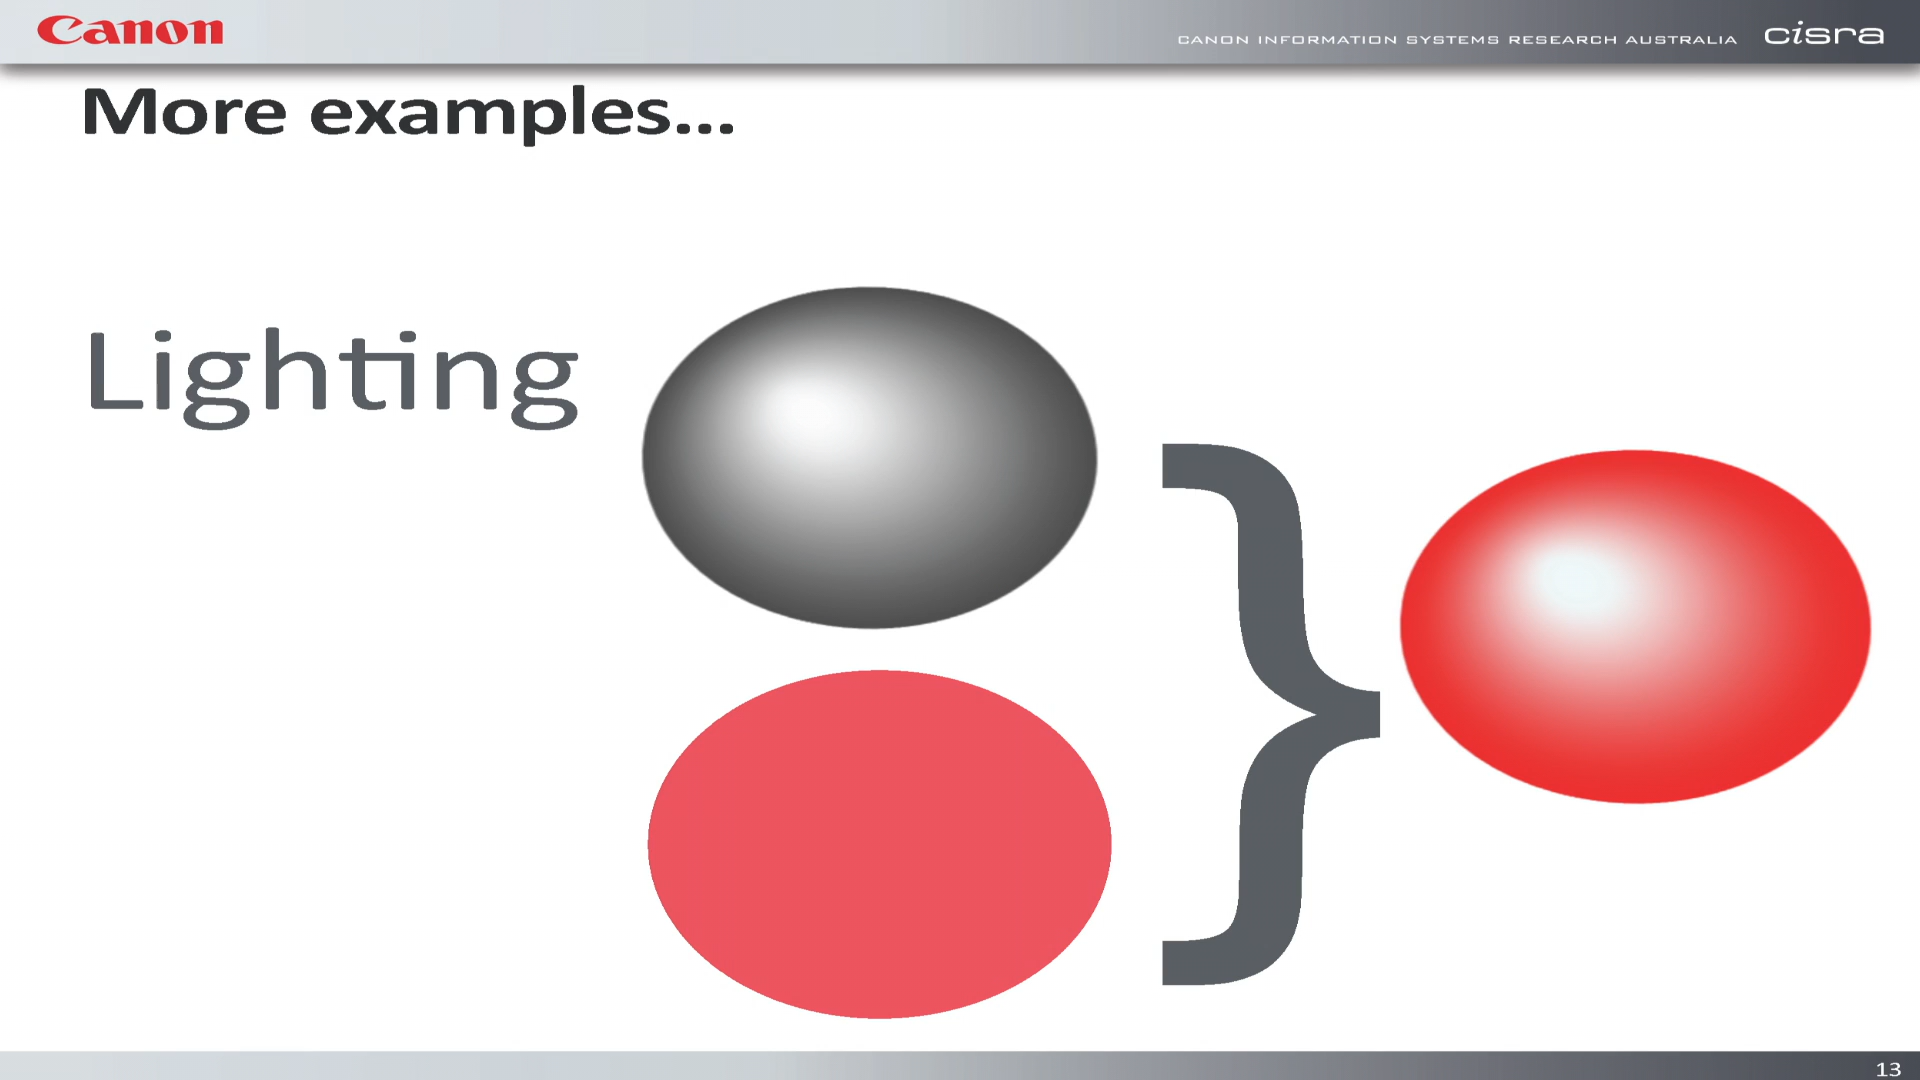 Canon
CANON INFORMATION SYSTEMS RESEARCH AUSTRALIA cisra
More examples...
Lighting
}
13